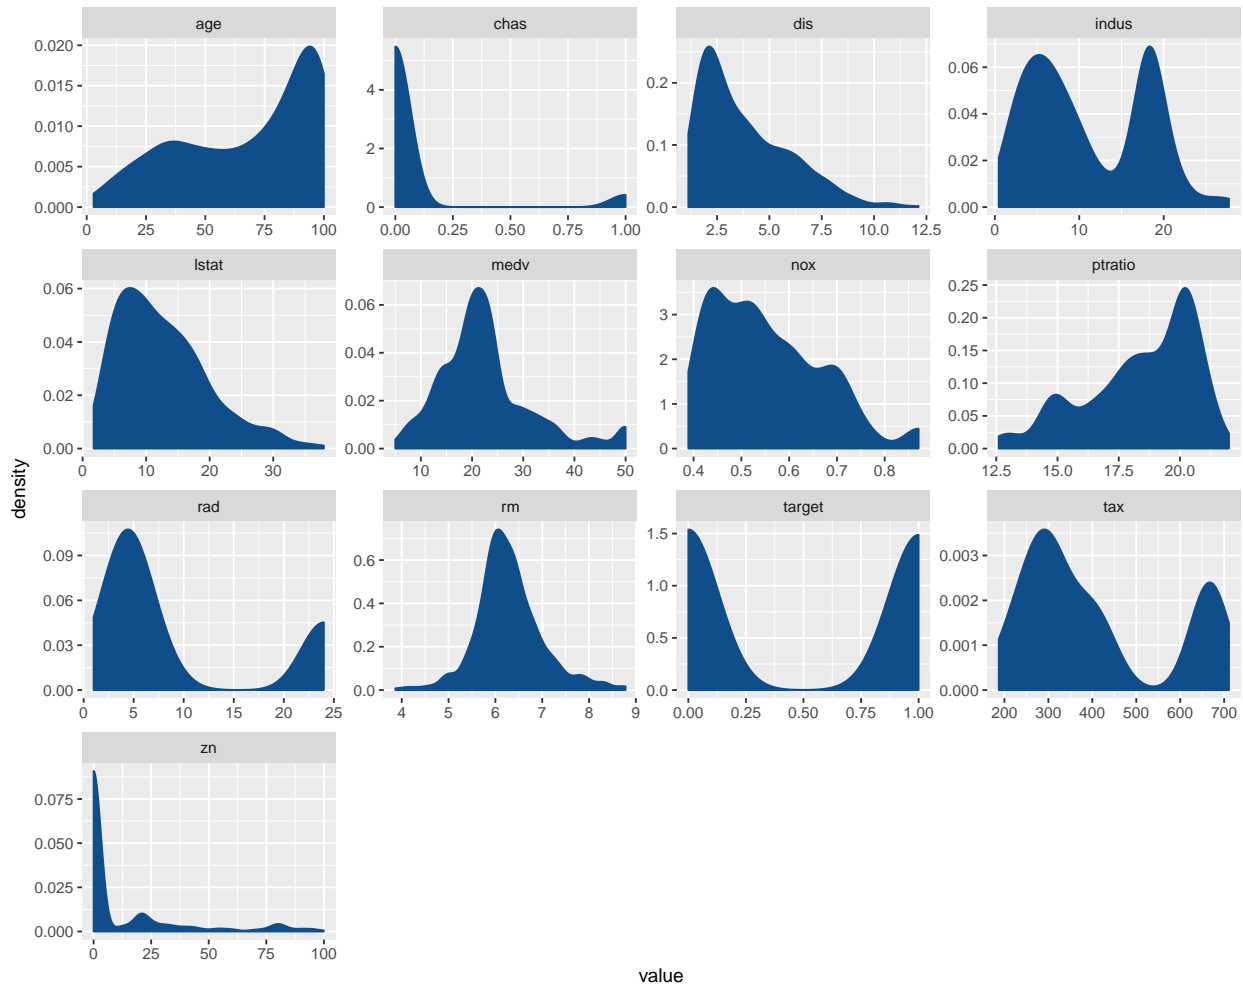 age
chas
dis
indus
0.020
0.015
0.010
0.005
0.000
0 25 50 75 100
4
2
0
0.00 0.25 0.50 0.75 1.00
0.2
0.1
0.0
2.5 5.0 7.5 10.0 12.5
0.06
0.04
0.02
0.00
0 10 20
lstat
medv
nox
ptratio
0.06
0.04
0.02
0.00
0 10 20 30
0.06
0.04
0.02
0.00
10 20 30 40 50
3
2
1
0
0.4 0.5 0.6 0.7 0.8
0.25
0.20
0.15
0.10
0.05
0.00
12.5 15.0 17.5 20.0
density
rad
rm
target
tax
0.09
0.06
0.03
0.00
0 5 10 15 20 25
0.6
0.4
0.2
0.0
4 5 6 7 8 9
1.5
1.0
0.5
0.0
0.00 0.25 0.50 0.75 1.00
0.003
0.002
0.001
0.000
200 300 400 500 600 700
zn
0.075
0.050
0.025
0.000
0 25 50 75 100
value